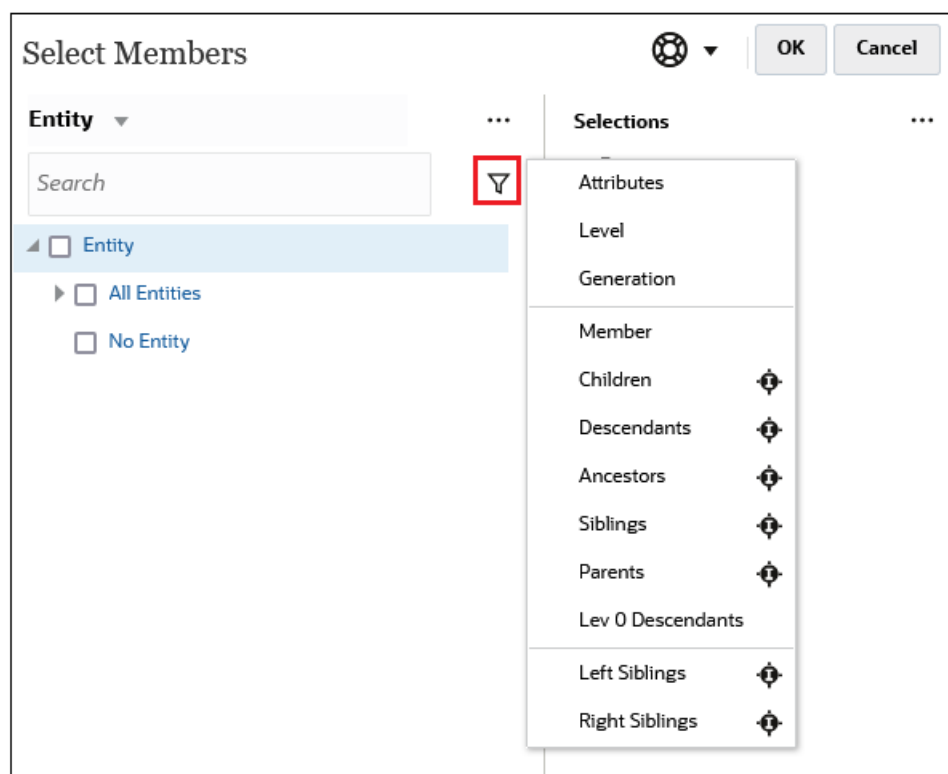 Select Members
OK
Cancel
Entity
...
Selections
...
Search
Entity
All Entities
No Entity
Attributes
Level
Generation
Member
Children
Descendants
Ancestors
Siblings
Parents
Lev 0 Descendants
Left Siblings
Right Siblings